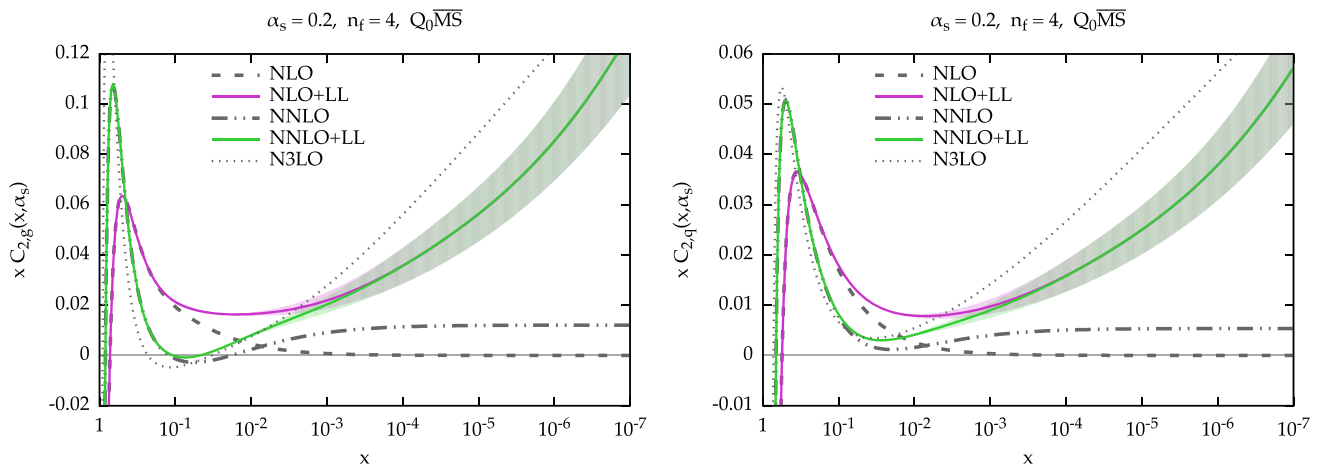 αs = 0.2, nf = 4, Q0M̅S̅
x C2,g(x,αs)
0.12
0.1
0.08
0.06
0.04
0.02
0
-0.02
NLO
NLO+LL
NNLO
NNLO+LL
N3LO
1 10-1 10-2 10-3 10-4 10-5 10-6 10-7
x
αs = 0.2, nf = 4, Q0M̅S̅
x C2,q(x,αs)
0.06
0.05
0.04
0.03
0.02
0.01
0
-0.01
NLO
NLO+LL
NNLO
NNLO+LL
N3LO
1 10-1 10-2 10-3 10-4 10-5 10-6 10-7
x